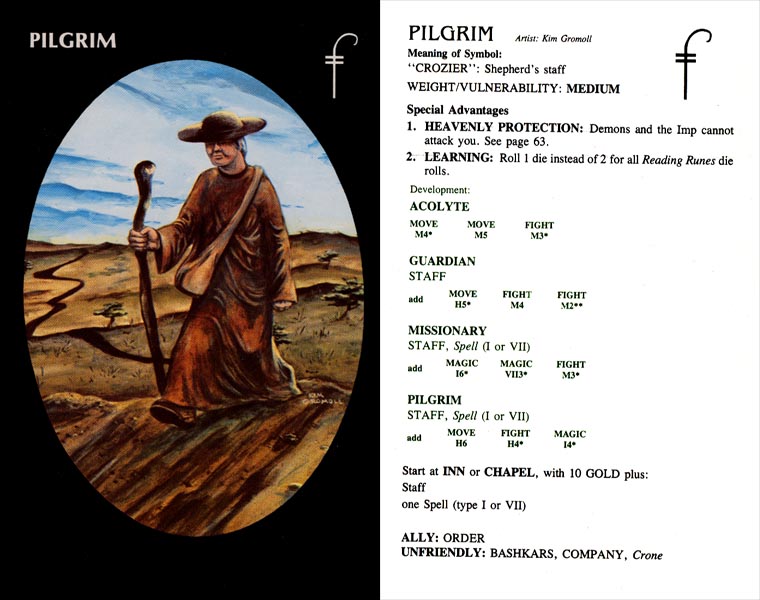 PILGRIM
KIM
GROMOLL
PILGRIM Artist: Kim Gromoll
Meaning of Symbol:
“CROZIER”: Shepherd's staff
WEIGHT/VULNERABILITY: MEDIUM
Special Advantages
1. HEAVENLY PROTECTION: Demons and the Imp cannot
attack you. See page 63.
2. LEARNING: Roll 1 die instead of 2 for all Reading Runes die
rolls.
Development:
ACOLYTE
MOVE MOVE FIGHT
M4* M5 M3*
GUARDIAN
STAFF
add MOVE FIGHT FIGHT
H5* M4 M2**
MISSIONARY
STAFF, Spell (I or VII)
add MAGIC MAGIC FIGHT
I6* VII3* M3*
PILGRIM
STAFF, Spell (I or VII)
add MOVE FIGHT MAGIC
H6 H4* I4*
Start at INN or CHAPEL, with 10 GOLD plus:
Staff
one Spell (type I or VII)
ALLY: ORDER
UNFRIENDLY: BASHKARS, COMPANY, Crone